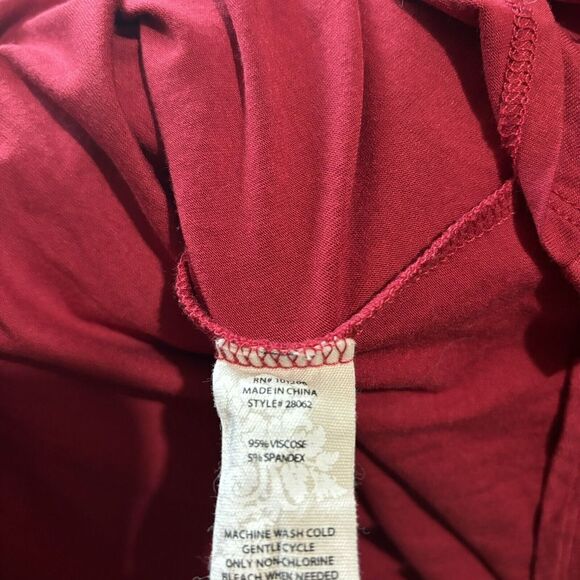 RN#
MADE IN CHINA
STYLE# 28062
95% VISCOSE
5% SPANDEX
MACHINE WASH COLD
GENTLE CYCLE
ONLY NON-CHLORINE
BLEACH WHEN NEEDED